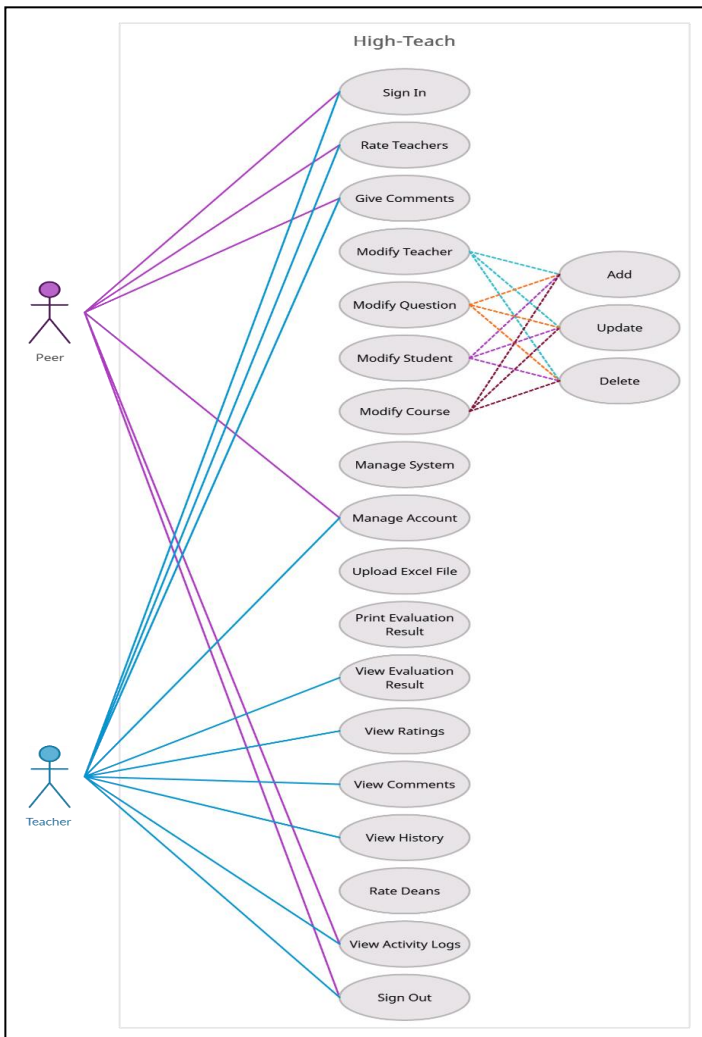 High-Teach
Sign In
Rate Teachers
Give Comments
Modify Teacher
Add
Modify Question
Update
Peer
Modify Student
Delete
Modify Course
Manage System
Manage Account
Upload Excel File
Print Evaluation
Result
View Evaluation
Result
View Ratings
Teacher
View Comments
View History
Rate Deans
View Activity Logs
Sign Out